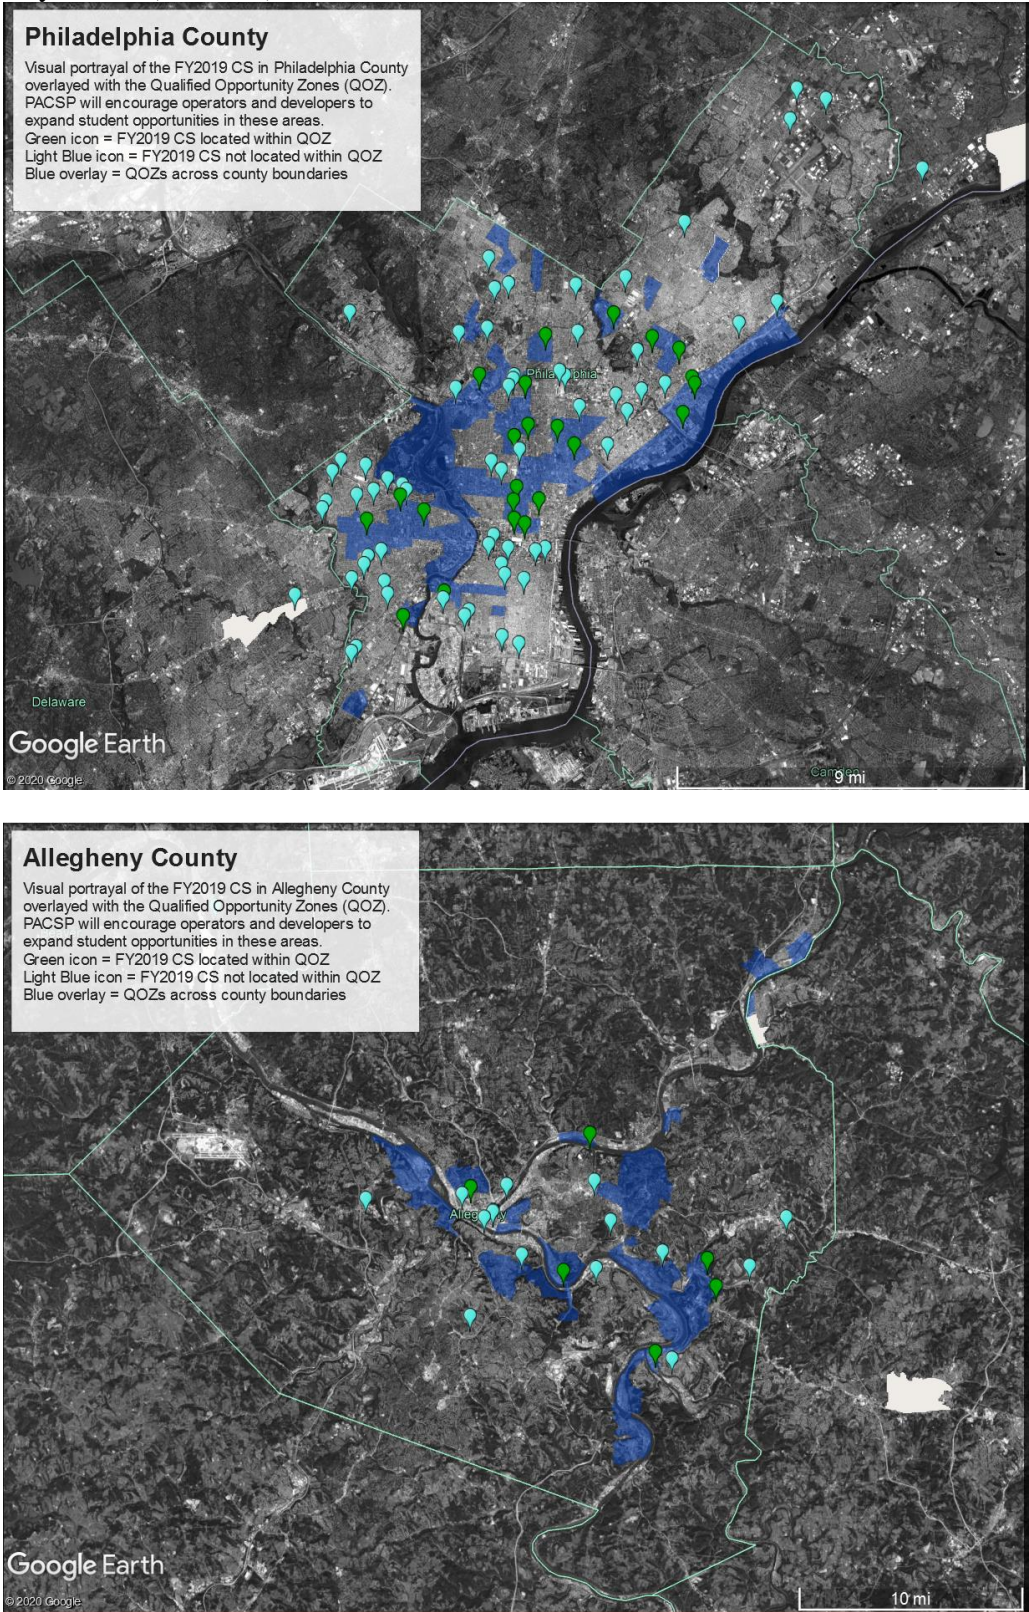 Philadelphia County
Visual portrayal of the FY2019 CS in Philadelphia County
overlayed with the Qualified Opportunity Zones (QOZ).
PACSP will encourage operators and developers to
expand student opportunities in these areas.
Green icon = FY2019 CS located within QOZ
Light Blue icon = FY2019 CS not located within QOZ
Blue overlay = QOZs across county boundaries
Philadelphia
Delaware
Google Earth
© 2020 Google
Camden
9 mi
Allegheny County
Visual portrayal of the FY2019 CS in Allegheny County
overlayed with the Qualified Opportunity Zones (QOZ).
PACSP will encourage operators and developers to
expand student opportunities in these areas.
Green icon = FY2019 CS located within QOZ
Light Blue icon = FY2019 CS not located within QOZ
Blue overlay = QOZs across county boundaries
Allegheny
Google Earth
© 2020 Google
10 mi